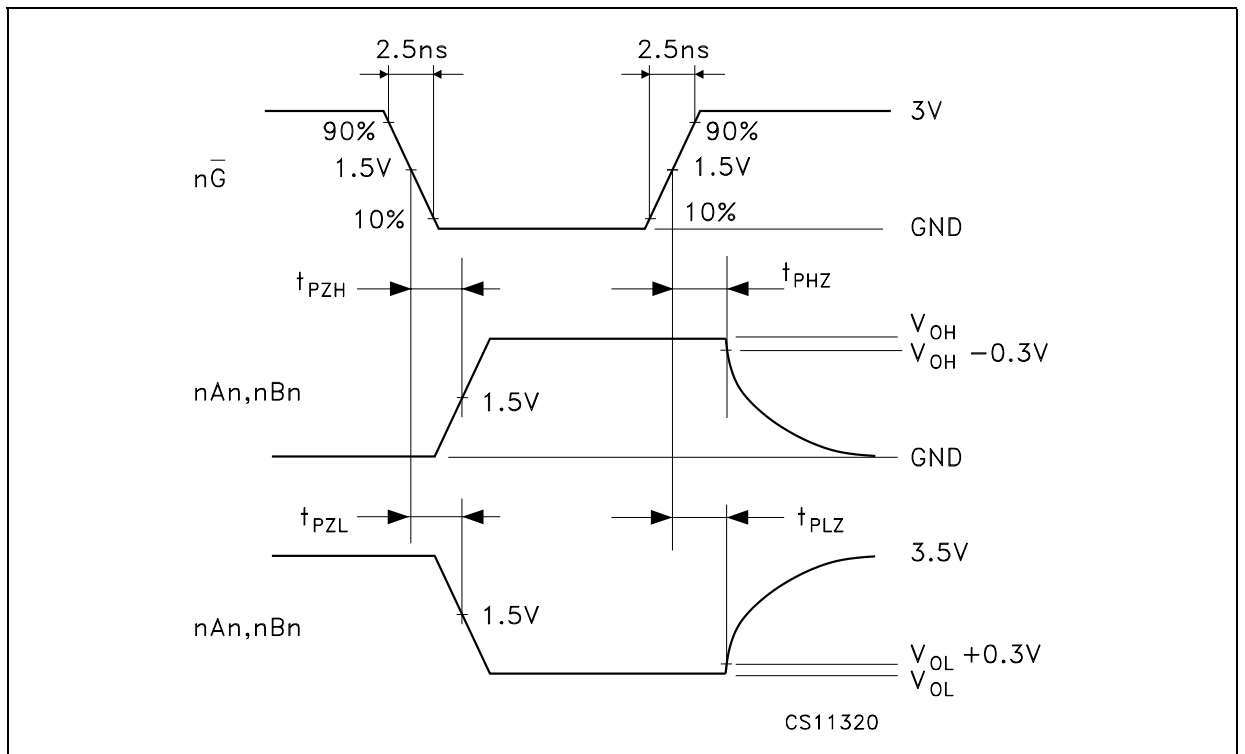 2.5ns 2.5ns
3V
90% 90%
1.5V 1.5V
nG̅
10% 10%
GND
tPZH tPHZ
VOH
VOH −0.3V
nAn,nBn
1.5V
GND
tPZL tPLZ
3.5V
1.5V
nAn,nBn
VOL +0.3V
VOL
CS11320